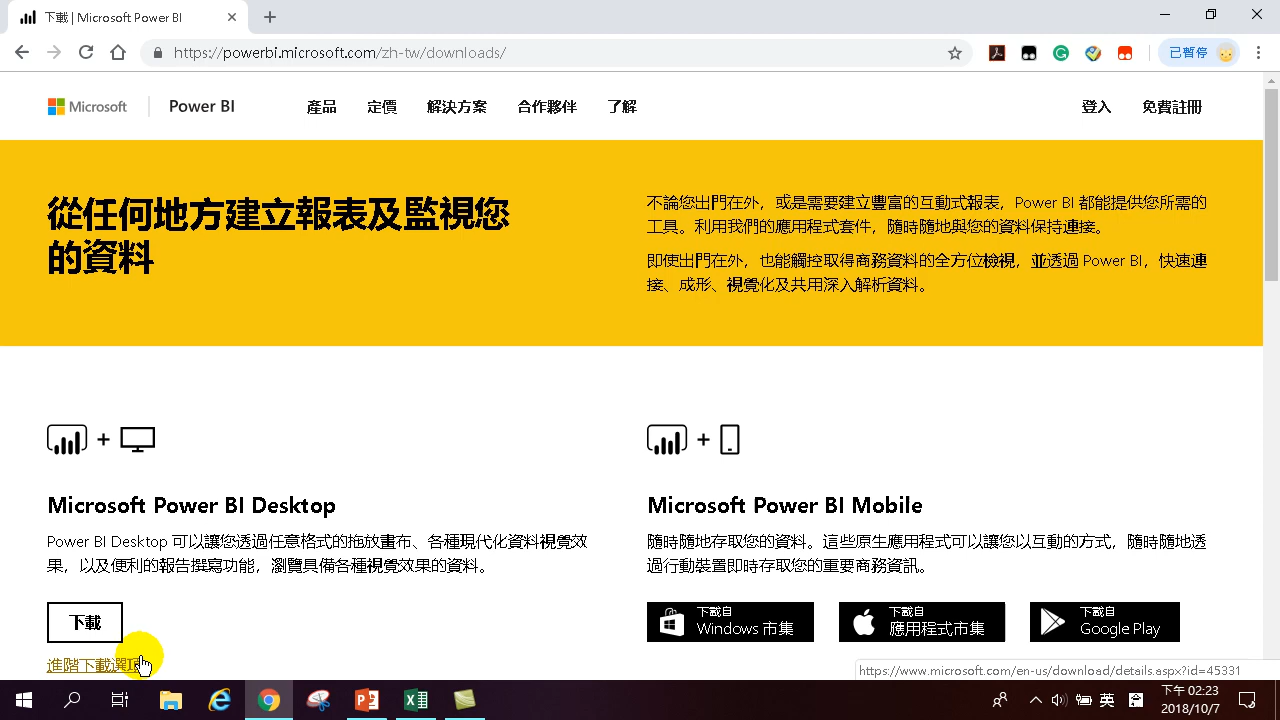 下載 | Microsoft Power BI
https://powerbi.microsoft.com/zh-tw/downloads/
已暫停
Microsoft
Power BI
產品
定價
解決方案
合作夥伴
了解
登入
免費註冊
從任何地方建立報表及監視您
的資料
不論您出門在外，或是需要建立豐富的互動式報表，Power BI 都能提供您所需的
工具。利用我們的應用程式套件，隨時隨地與您的資料保持連接。
即使出門在外，也能觸控取得商務資料的全方位檢視，並透過 Power BI，快速連
接、成形、視覺化及共用深入解析資料。
Microsoft Power BI Desktop
Power BI Desktop 可以讓您透過任意格式的拖放畫布、各種現代化資料視覺效
果，以及便利的報告撰寫功能，瀏覽具備各種視覺效果的資料。
下載
進階下載選項
Microsoft Power BI Mobile
隨時隨地存取您的資料。這些原生應用程式可以讓您以互動的方式，隨時隨地透
過行動裝置即時存取您的重要商務資訊。
下載自
Windows 市集
下載自
應用程式市集
下載自
Google Play
https://www.microsoft.com/en-us/download/details.aspx?id=45331
英
下午 02:23
2018/10/7